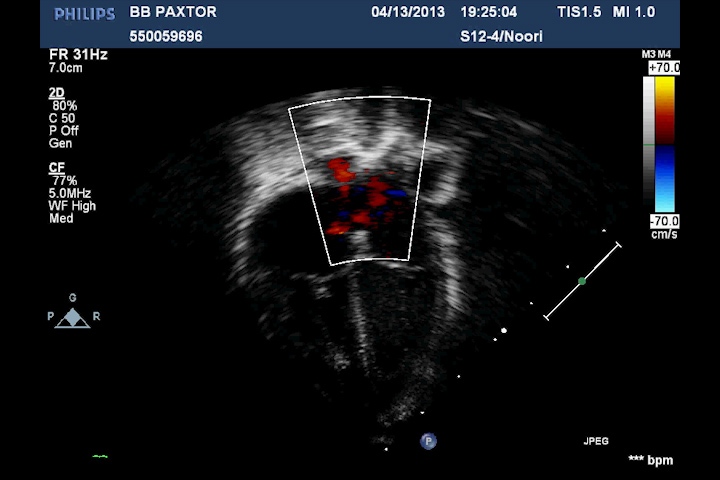 PHILIPS BB PAXTOR 04/13/2013 19:25:04 TIS1.5 MI 1.0
550059696 S12-4/Noori
FR 31Hz
7.0cm
M3 M4
+70.0
2D
80%
C 50
P Off
Gen
CF
77%
5.0MHz
WF High
Med
-70.0
cm/s
G
P R
P
JPEG
*** bpm